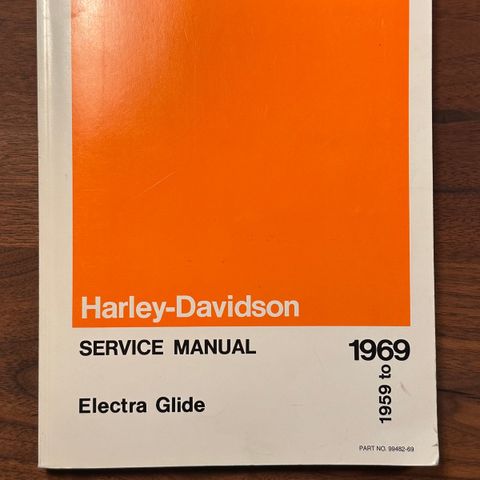 Harley-Davidson
SERVICE MANUAL
1959 to
1969
Electra Glide
PART NO. 99482-69